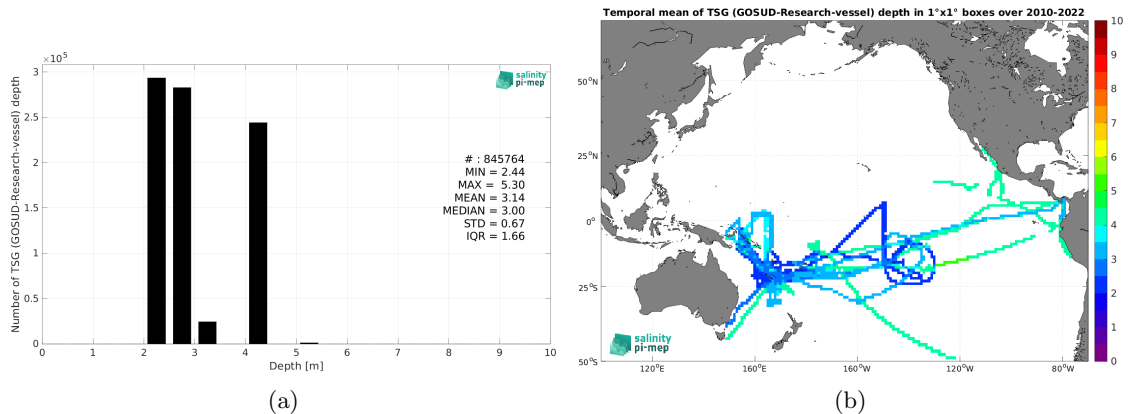 ×10⁵
3
2.5
2
1.5
1
0.5
0
Number of TSG (GOSUD-Research-vessel) depth
salinity
pi-mep
# : 845764
MIN = 2.44
MAX = 5.30
MEAN = 3.14
MEDIAN = 3.00
STD = 0.67
IQR = 1.66
0 1 2 3 4 5 6 7 8 9 10
Depth [m]
(a)
Temporal mean of TSG (GOSUD-Research-vessel) depth in 1°x1° boxes over 2010-2022
50°N
25°N
0°
25°S
50°S
120°E 160°E 160°W 120°W 80°W
salinity
pi-mep
10
9
8
7
6
5
4
3
2
1
0
(b)